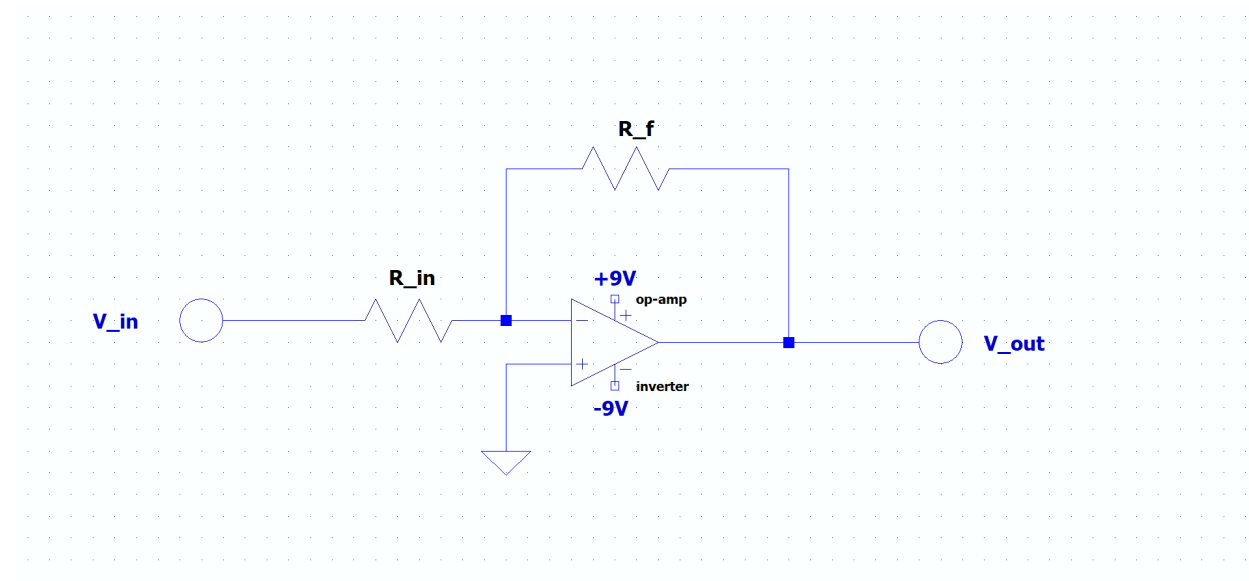 R_f
R_in
+9V
op-amp
V_in
V_out
inverter
-9V